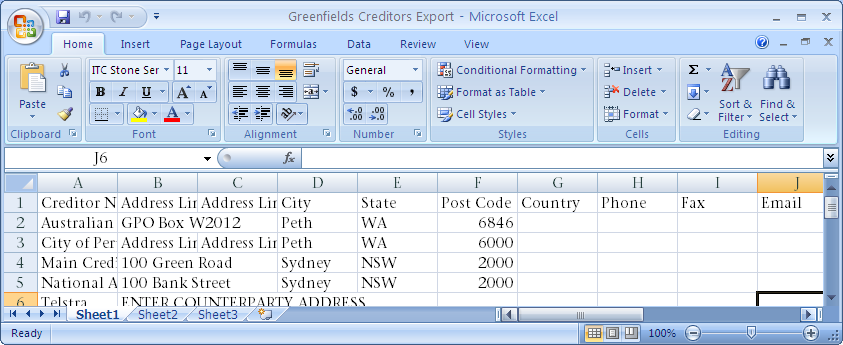 Greenfields Creditors Export - Microsoft Excel
Home Insert Page Layout Formulas Data Review View
Paste
Clipboard
ITC Stone Ser 11
B I U A A
A
Font
Alignment
General
$ % ,
Number
Conditional Formatting
Format as Table
Cell Styles
Styles
Insert
Delete
Format
Cells
Σ
Sort & Filter
Find & Select
Editing
J6 fx
A B C D E F G H I J
1 Creditor N Address Lin Address Lin City State Post Code Country Phone Fax Email
2 Australian GPO Box W2012 Peth WA 6846
3 City of Per Address Lin Address Lin Peth WA 6000
4 Main Cred 100 Green Road Sydney NSW 2000
5 National A 100 Bank Street Sydney NSW 2000
6 Telstra ENTER COUNTERPARTY ADDRESS
Sheet1 Sheet2 Sheet3
Ready 100%